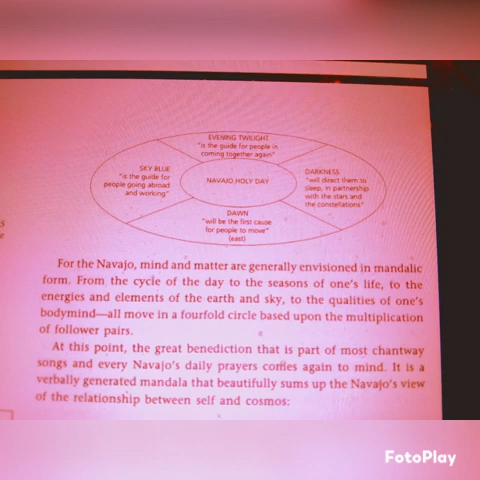 EVENING TWILIGHT
"is the guide for people in
coming together again"
SKY BLUE
"is the guide for
people going abroad
and working"
NAVAJO HOLY DAY
DARKNESS
"will direct them to
sleep, in partnership
with the stars and
the constellations"
DAWN
"will be the first cause
for people to move"
(east)
For the Navajo, mind and matter are generally envisioned in mandalic
form. From the cycle of the day to the seasons of one's life, to the
energies and elements of the earth and sky, to the qualities of one's
bodymind—all move in a fourfold circle based upon the multiplication
of follower pairs.
At this point, the great benediction that is part of most chantway
songs and every Navajo's daily prayers comes again to mind. It is a
verbally generated mandala that beautifully sums up the Navajo's view
of the relationship between self and cosmos:
FotoPlay